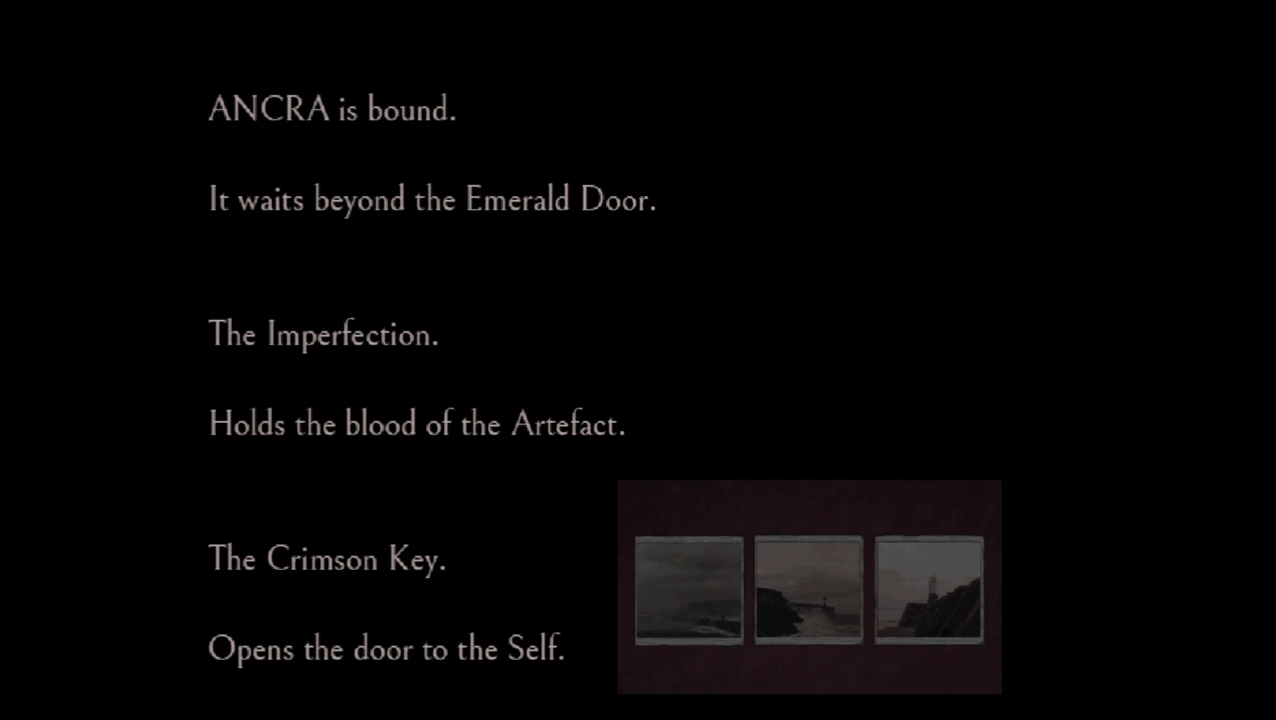 ANCRA is bound.
It waits beyond the Emerald Door.
The Imperfection.
Holds the blood of the Artefact.
The Crimson Key.
Opens the door to the Self.